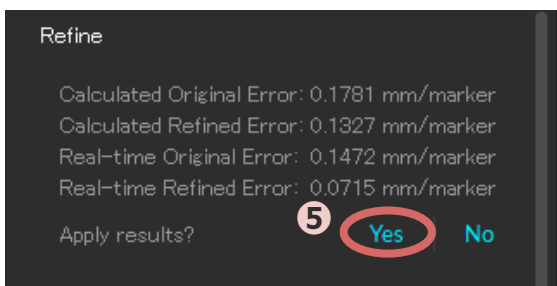 Refine
Calculated Original Error: 0.1781 mm/marker
Calculated Refined Error: 0.1327 mm/marker
Real-time Original Error: 0.1472 mm/marker
Real-time Refined Error: 0.0715 mm/marker
Apply results? ❺ Yes No